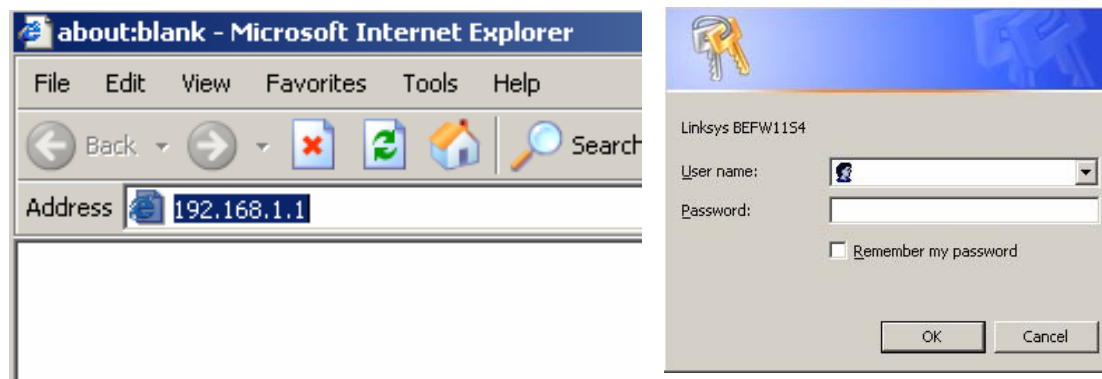 about:blank - Microsoft Internet Explorer
File Edit View Favorites Tools Help
Back Search
Address 192.168.1.1
Linksys BEFW11S4
User name:
Password:
Remember my password
OK Cancel